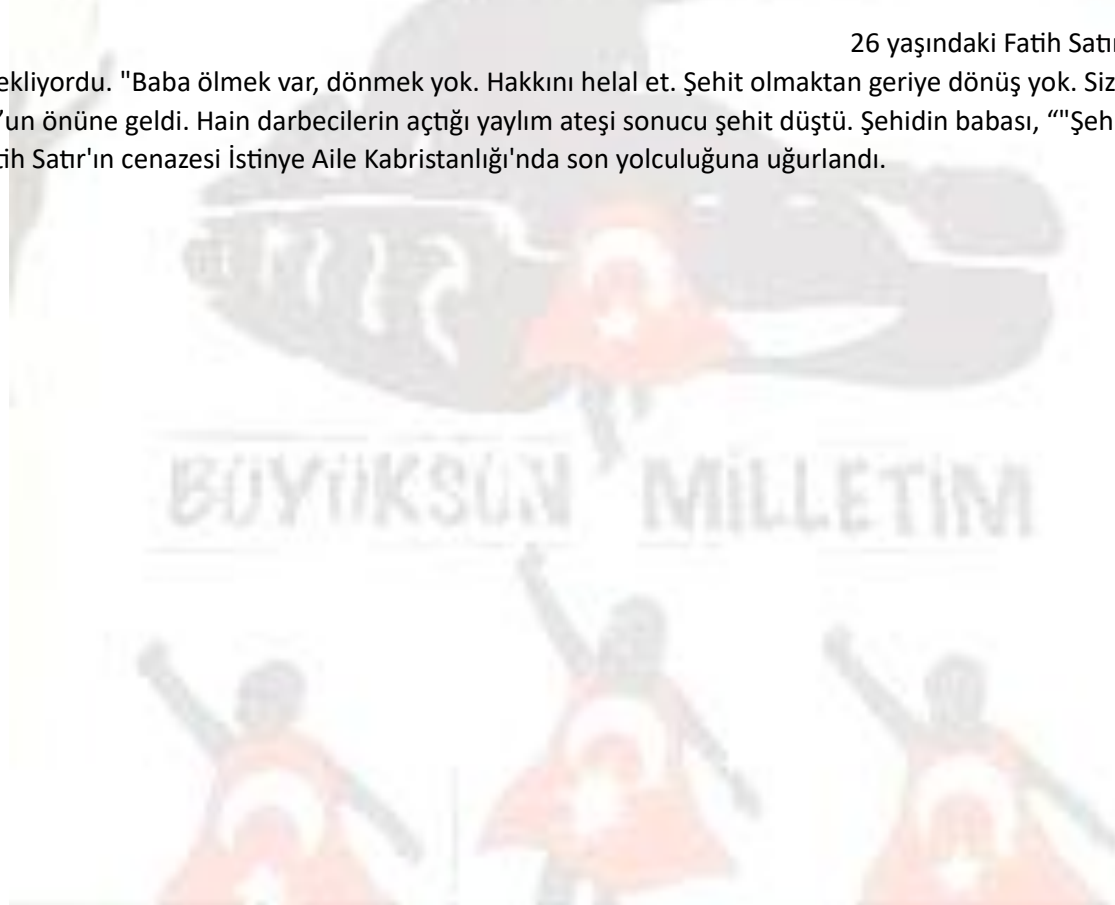 26 yaşındaki Fatih Satır
ekliyordu. "Baba ölmek var, dönmek yok. Hakkını helal et. Şehit olmaktan geriye dönüş yok. Siz
’un önüne geldi. Hain darbecilerin açtığı yaylım ateşi sonucu şehit düştü. Şehidin babası, “"Şeh
tih Satır'ın cenazesi İstinye Aile Kabristanlığı'nda son yolculuğuna uğurlandı.
BÜYÜKSÜN MİLLETİM